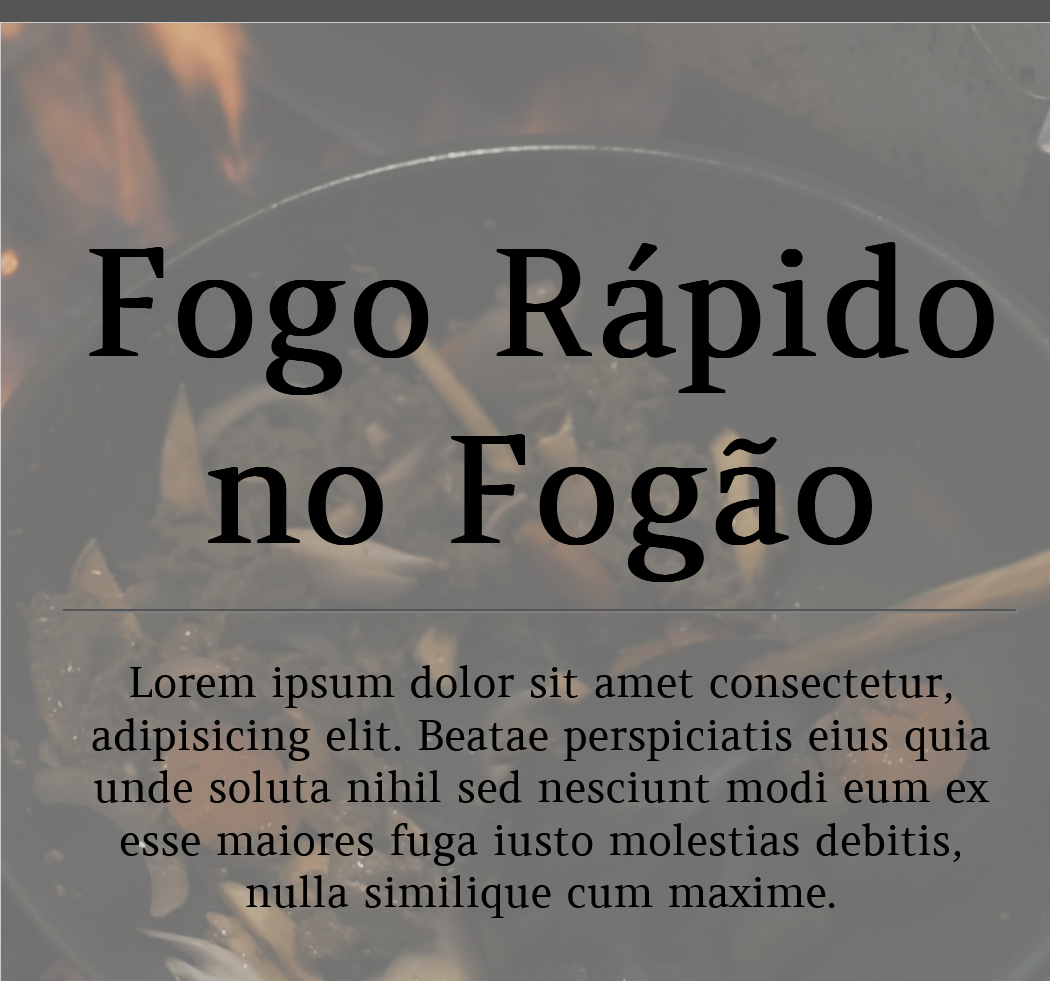 Fogo Rápido
no Fogão
Lorem ipsum dolor sit amet consectetur,
adipisicing elit. Beatae perspiciatis eius quia
unde soluta nihil sed nesciunt modi eum ex
esse maiores fuga iusto molestias debitis,
nulla similique cum maxime.